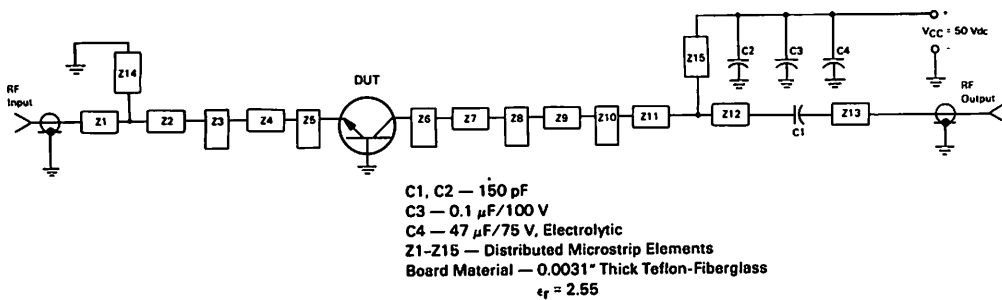 RF
Input
Z1
Z14
Z2
Z3
Z4
Z5
DUT
Z6
Z7
Z8
Z9
Z10
Z11
Z15
C2
C3
C4
+
VCC = 50 Vdc
-
Z12
C1
Z13
RF
Output
C1, C2 — 150 pF
C3 — 0.1 μF/100 V
C4 — 47 μF/75 V, Electrolytic
Z1-Z15 — Distributed Microstrip Elements
Board Material — 0.0031" Thick Teflon-Fiberglass
εr = 2.55